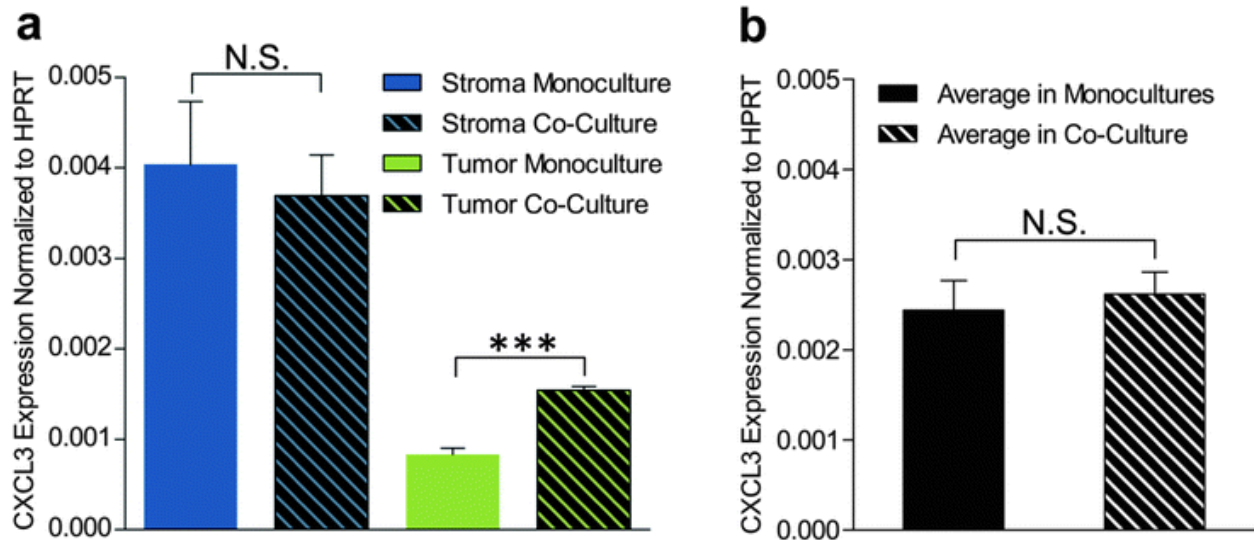 a
CXCL3 Expression Normalized to HPRT
0.005
0.004
0.003
0.002
0.001
0.000
N.S.
***
Stroma Monoculture
Stroma Co-Culture
Tumor Monoculture
Tumor Co-Culture
b
CXCL3 Expression Normalized to HPRT
0.005
0.004
0.003
0.002
0.001
0.000
Average in Monocultures
Average in Co-Culture
N.S.